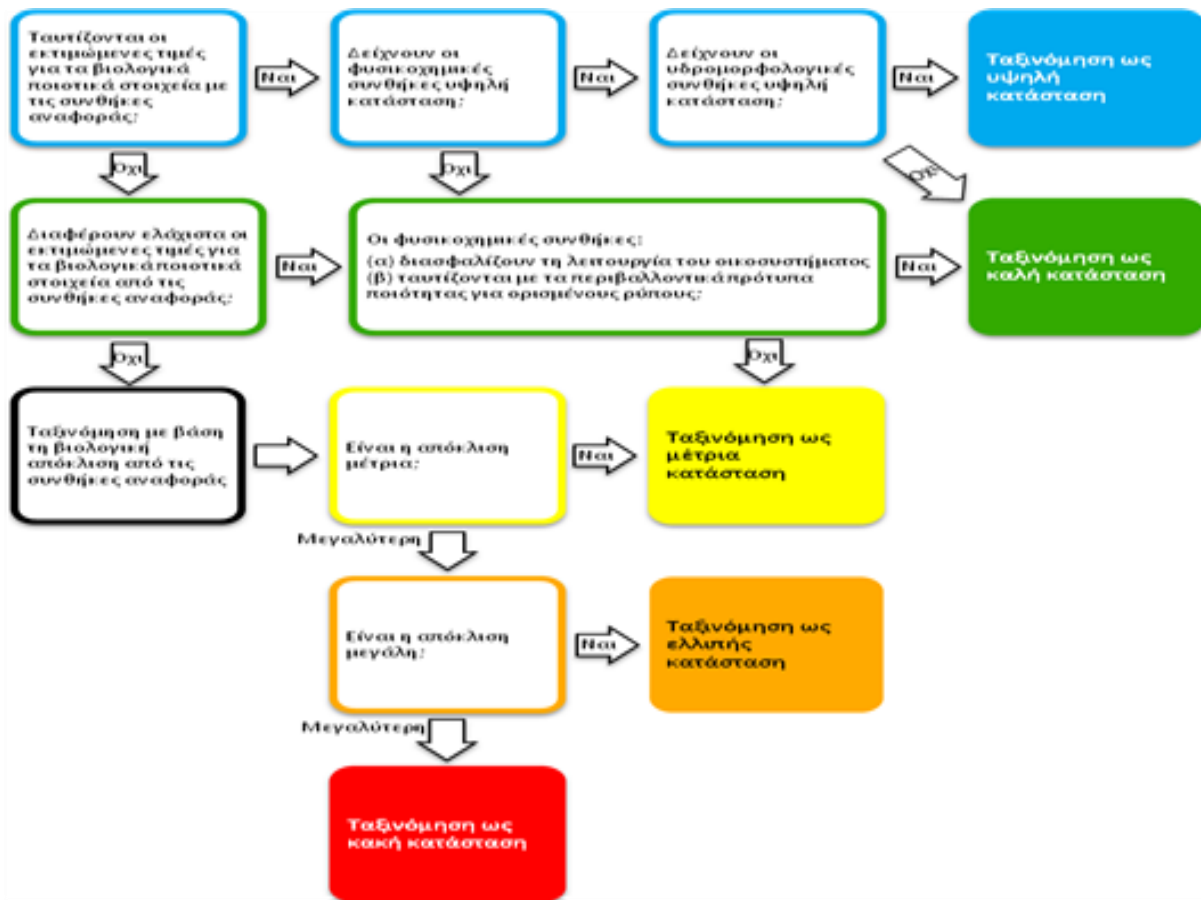 Ταυτίζονται οι
εκτιμώμενες τιμές
για τα βιολογικά
ποιοτικά στοιχεία με
τις συνθήκες
αναφοράς;
Ναι
Δείχνουν οι
φυσικοχημικές
συνθήκες υψηλή
κατάσταση;
Ναι
Δείχνουν οι
υδρομορφολογικές
συνθήκες υψηλή
κατάσταση;
Ναι
Ταξινόμηση ως
υψηλή
κατάσταση
Όχι
Όχι
Όχι
Διαφέρουν ελάχιστα οι
εκτιμώμενες τιμές για
τα βιολογικά ποιοτικά
στοιχεία από τις
συνθήκες αναφοράς;
Ναι
Οι φυσικοχημικές συνθήκες:
(α) διασφαλίζουν τη λειτουργία του οικοσυστήματος
(β) ταυτίζονται με τα περιβαλλοντικά πρότυπα
ποιότητας για ορισμένους ρύπους;
Ναι
Ταξινόμηση ως
καλή κατάσταση
Όχι
Όχι
Ταξινόμηση με βάση
τη βιολογική
απόκλιση από τις
συνθήκες αναφοράς
Είναι η απόκλιση
μέτρια;
Ναι
Ταξινόμηση ως
μέτρια
κατάσταση
Μεγαλύτερη
Είναι η απόκλιση
μεγάλη;
Ναι
Ταξινόμηση ως
ελλιπής
κατάσταση
Μεγαλύτερη
Ταξινόμηση ως
κακή κατάσταση